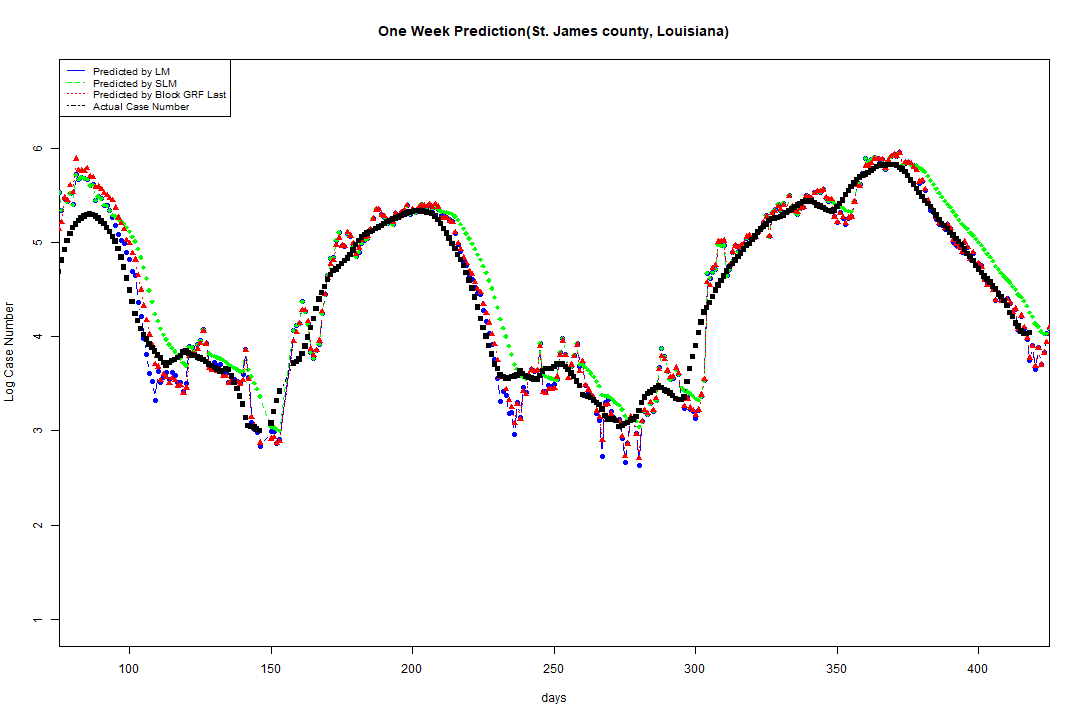 One Week Prediction(St. James county, Louisiana)
Predicted by LM
Predicted by SLM
Predicted by Block GRF Last
Actual Case Number
Log Case Number
6
5
4
3
2
1
100 150 200 250 300 350 400
days